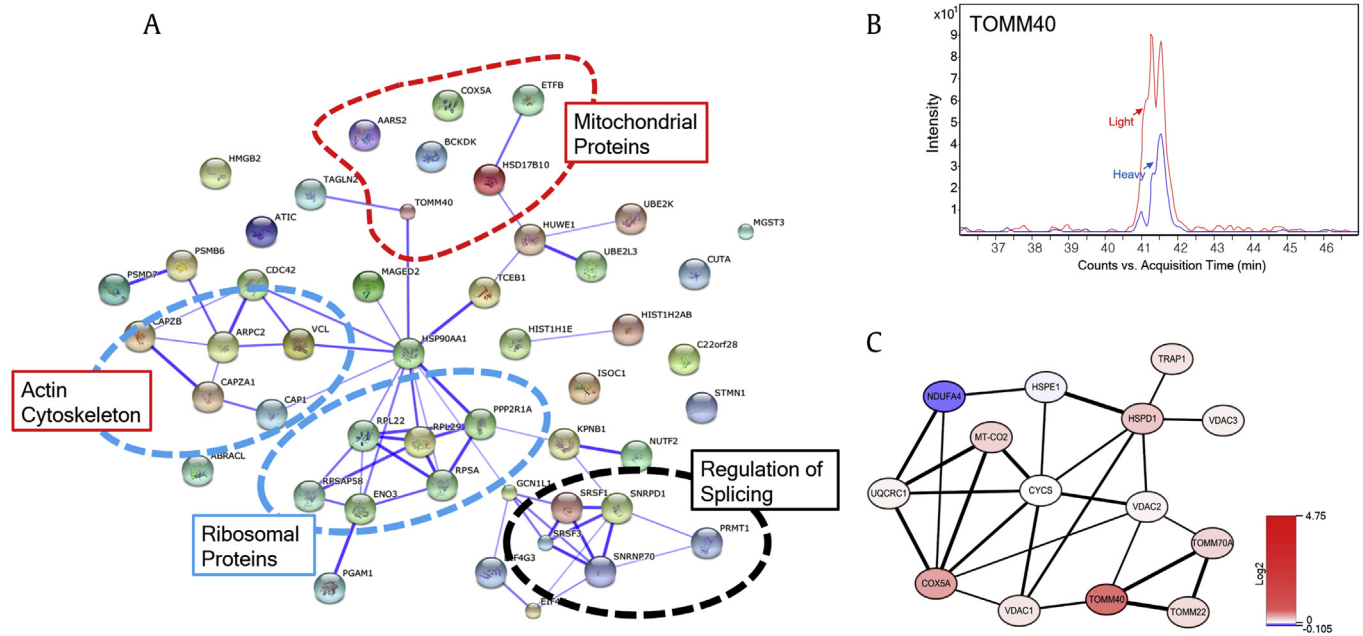 A
COX5A
ETFB
AARS2
BCKDK
Mitochondrial
Proteins
HSD17B10
HMGB2
TAGLN2
TOMM40
ATIC
HUWE1
UBE2K
MGST3
UBE2L3
CUTA
PSMB6
PSMD7
CDC42
MAGED2
TCEB1
CAPZB
ARPC2
VCL
HSP90AA1
HIST1H1E
HIST1H2AB
C22orf28
Actin
Cytoskeleton
CAPZA1
CAP1
ISOC1
STMN1
PPP2R1A
RPL22
RPL29
KPNB1
NUTF2
ABRACL
RPSAP58
ENO3
RPSA
Regulation of
Splicing
GCN1L1
SRSF1
SNRPD1
SRSF3
SNRNP70
PRMT1
Ribosomal
Proteins
PGAM1
B
x10¹
TOMM40
9
8
7
6
5
4
3
2
1
Intensity
Light
Heavy
37 38 39 40 41 42 43 44 45 46
Counts vs. Acquisition Time (min)
C
TRAP1
NDUFA4
HSPE1
HSPD1
VDAC3
MT-CO2
UQCRC1
CYCS
VDAC2
TOMM70A
COX5A
VDAC1
TOMM40
TOMM22
4.75
Log2
0
-0.105